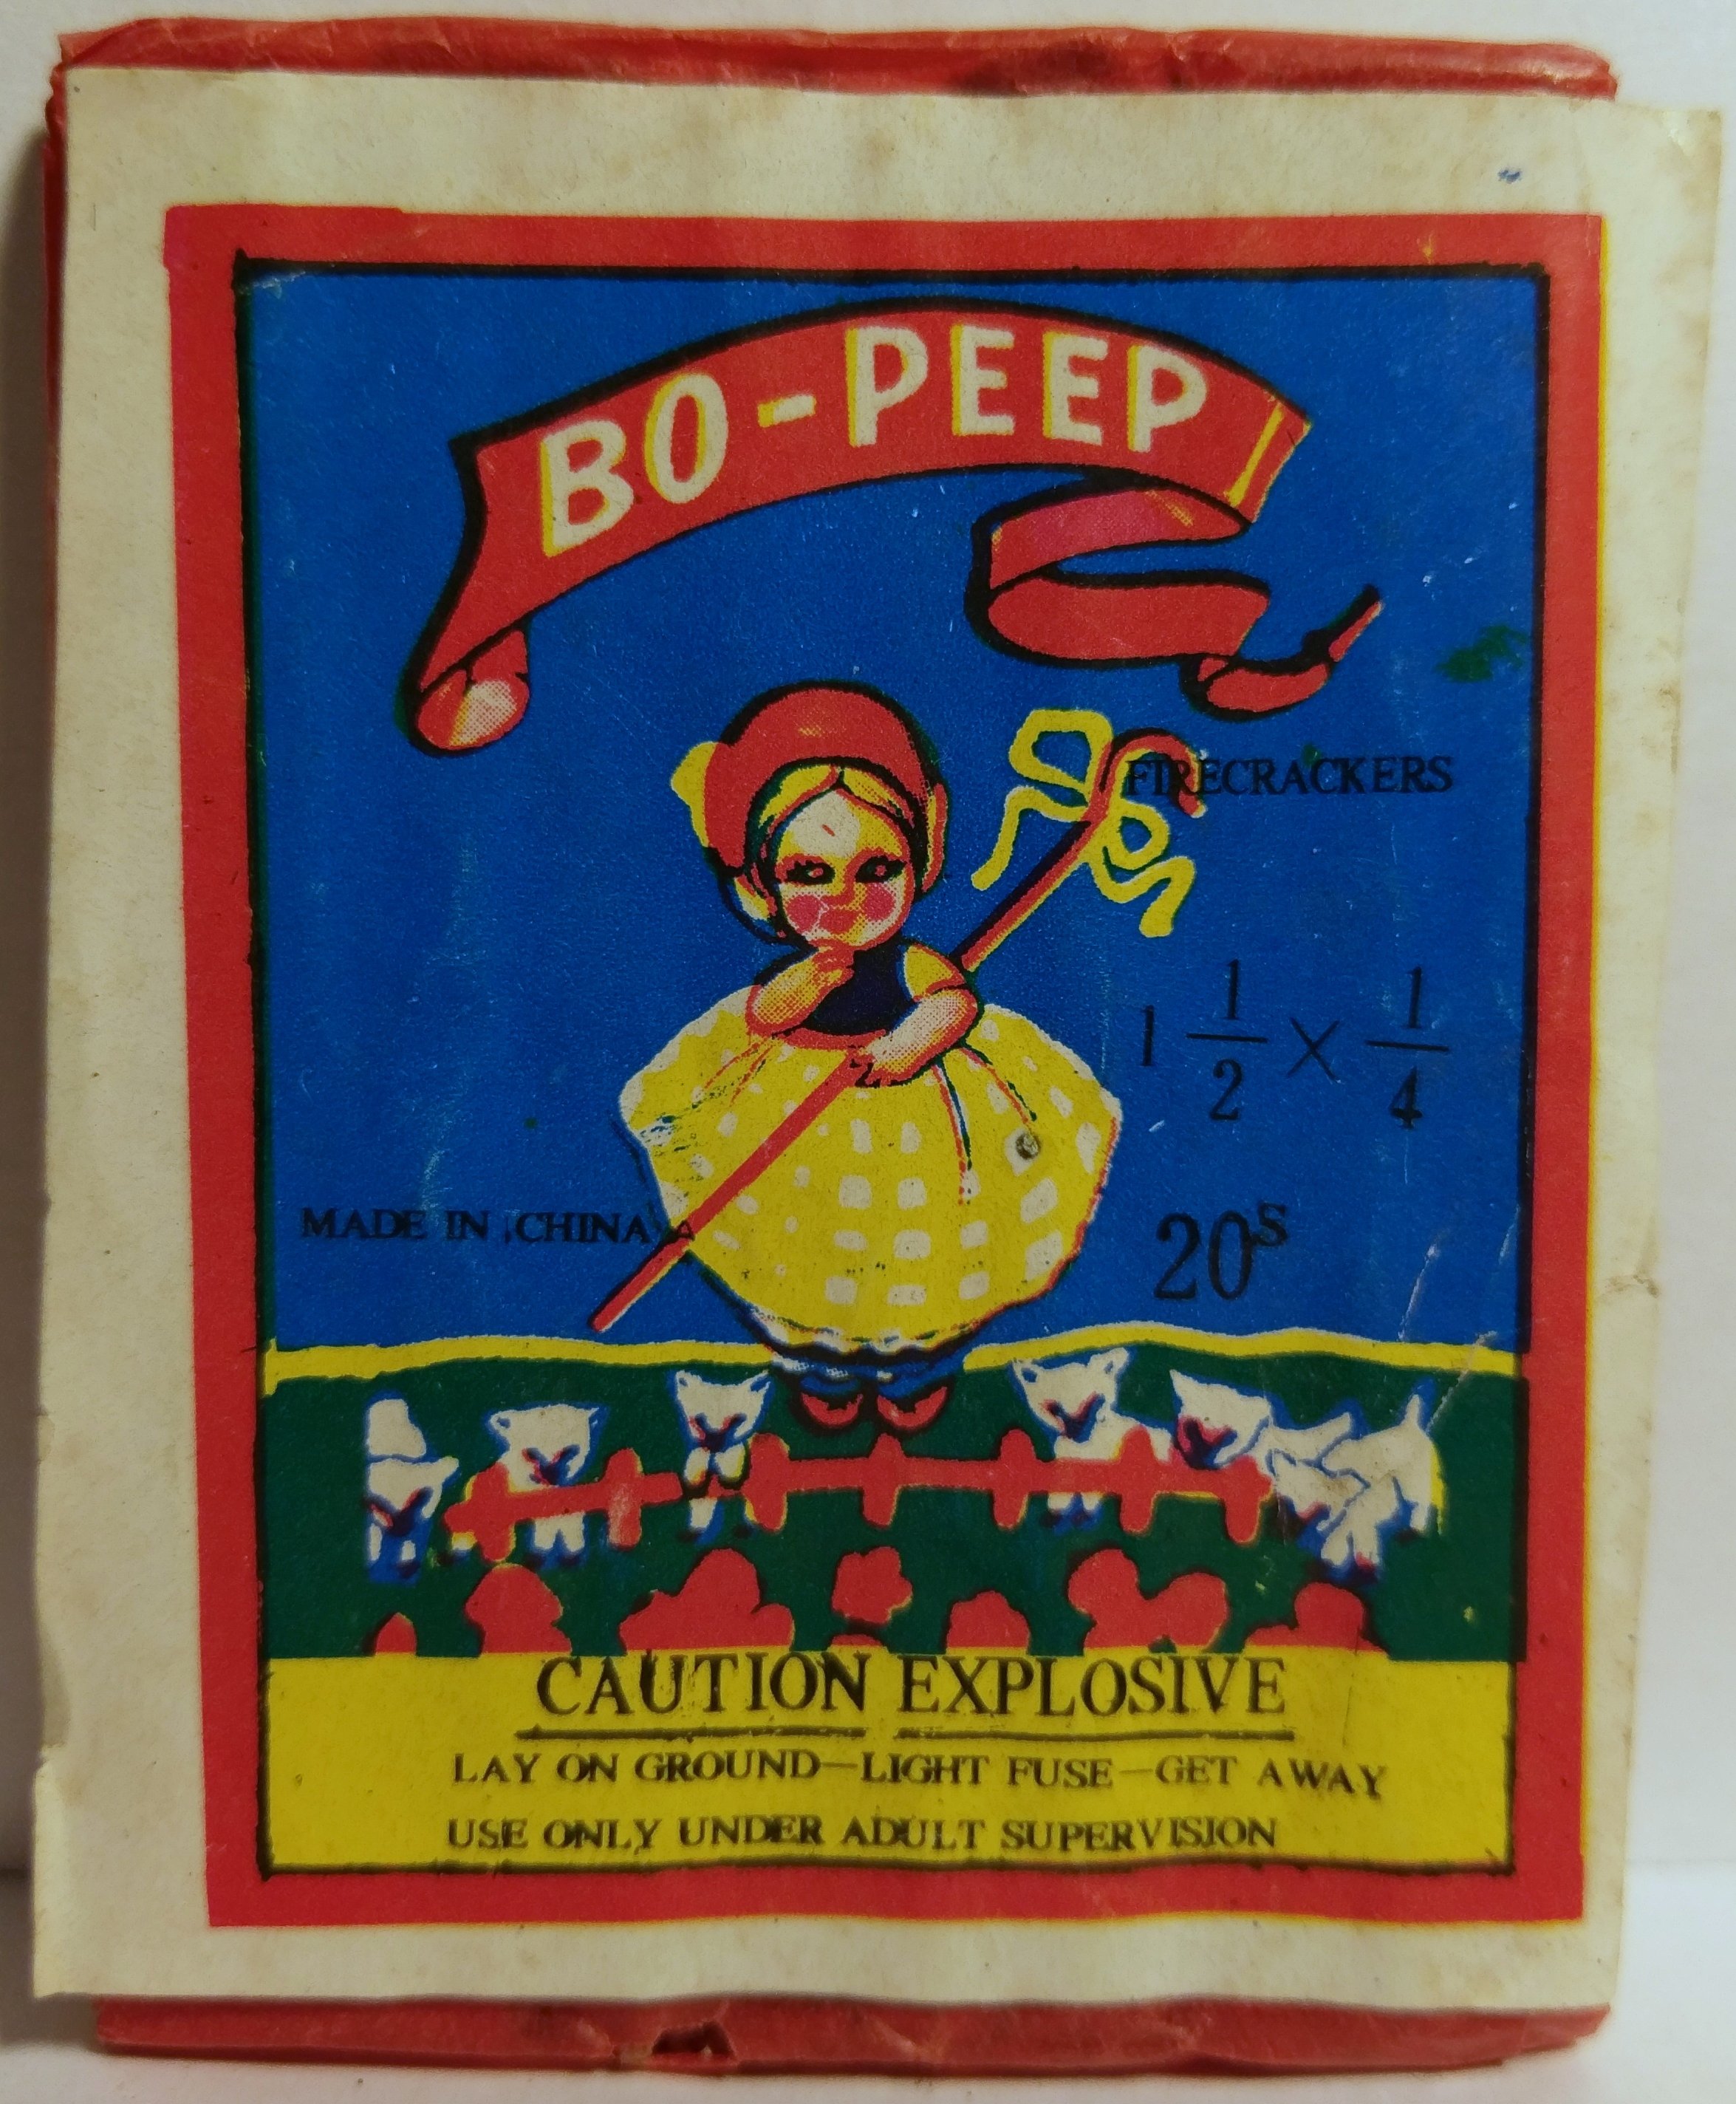 BO-PEEP
FIRECRACKERS
1 1/2 X 1/4
MADE IN CHINA
20s
CAUTION EXPLOSIVE
LAY ON GROUND—LIGHT FUSE—GET AWAY
USE ONLY UNDER ADULT SUPERVISION